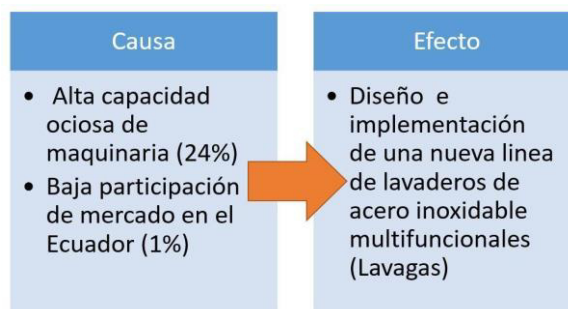 Causa
• Alta capacidad
ociosa de
maquinaria (24%)
• Baja participación
de mercado en el
Ecuador (1%)
Efecto
• Diseño e
implementación
de una nueva linea
de lavaderos de
acero inoxidable
multifuncionales
(Lavagas)